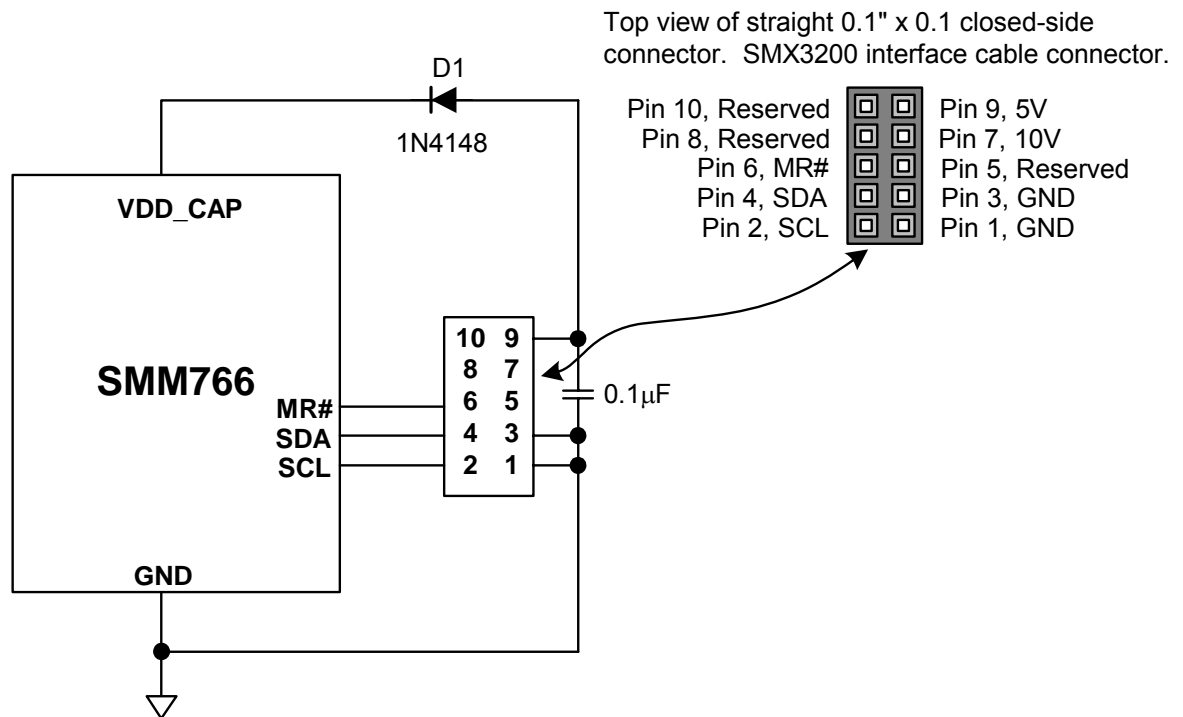 Top view of straight 0.1" x 0.1 closed-side
connector. SMX3200 interface cable connector.
D1
1N4148
Pin 10, Reserved
Pin 9, 5V
Pin 8, Reserved
Pin 7, 10V
Pin 6, MR#
Pin 5, Reserved
Pin 4, SDA
Pin 3, GND
Pin 2, SCL
Pin 1, GND
VDD_CAP
SMM766
MR#
SDA
SCL
GND
10 9
8 7
6 5
4 3
2 1
0.1μF